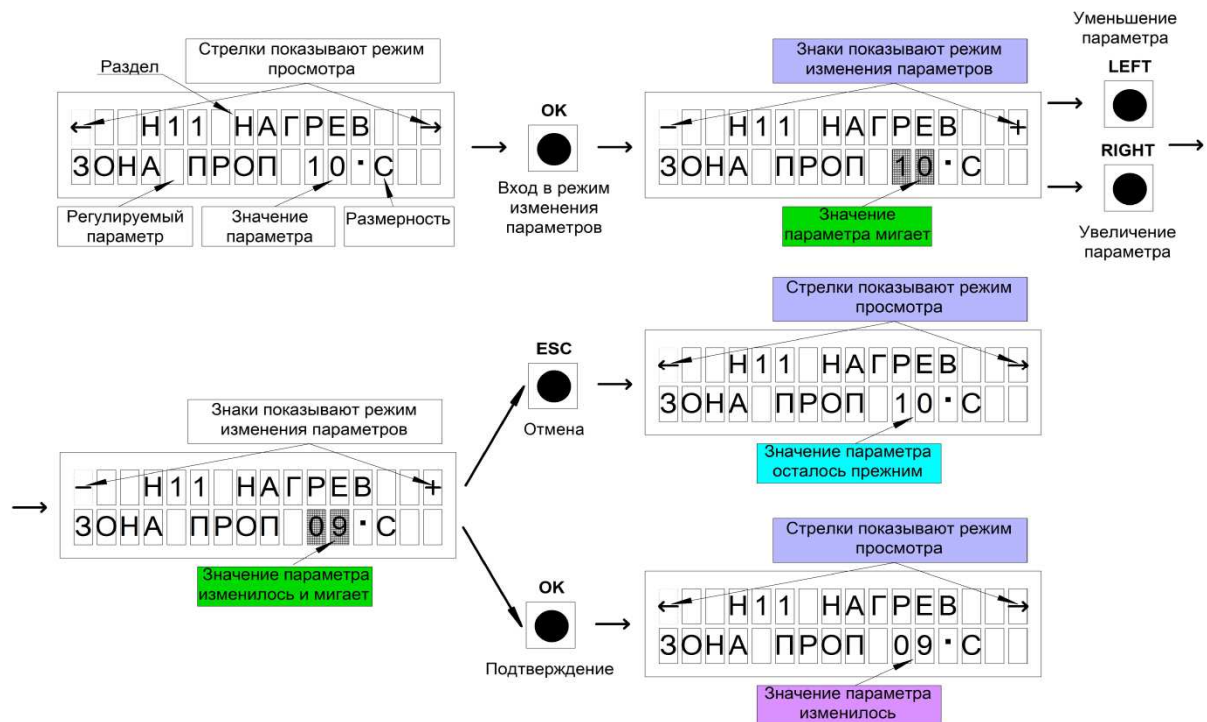 Стрелки показывают режим
просмотра
Раздел
← Н11 НАГРЕВ →
ЗОНА ПРОП 10°С
Регулируемый
параметр
Значение
параметра
Размерность
OK
Вход в режим
изменения
параметров
Знаки показывают режим
изменения параметров
− Н11 НАГРЕВ +
ЗОНА ПРОП 10°С
Значение
параметра мигает
Уменьшение
параметра
LEFT
RIGHT
Увеличение
параметра
Знаки показывают режим
изменения параметров
− Н11 НАГРЕВ +
ЗОНА ПРОП 09°С
Значение параметра
изменилось и мигает
ESC
Отмена
Стрелки показывают режим
просмотра
← Н11 НАГРЕВ →
ЗОНА ПРОП 10°С
Значение параметра
осталось прежним
OK
Подтверждение
Стрелки показывают режим
просмотра
← Н11 НАГРЕВ →
ЗОНА ПРОП 09°С
Значение параметра
изменилось